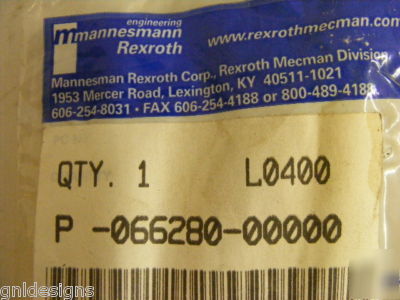 engineering
mannesmann
Rexroth
www.rexrothmecman.com
Mannesman Rexroth Corp., Rexroth Mecman Division
1953 Mercer Road, Lexington, KY 40511-1021
606-254-8031 • FAX 606-254-4188 or 800-489-4188
QTY. 1 L0400
P -066280-00000
©gnldesigns